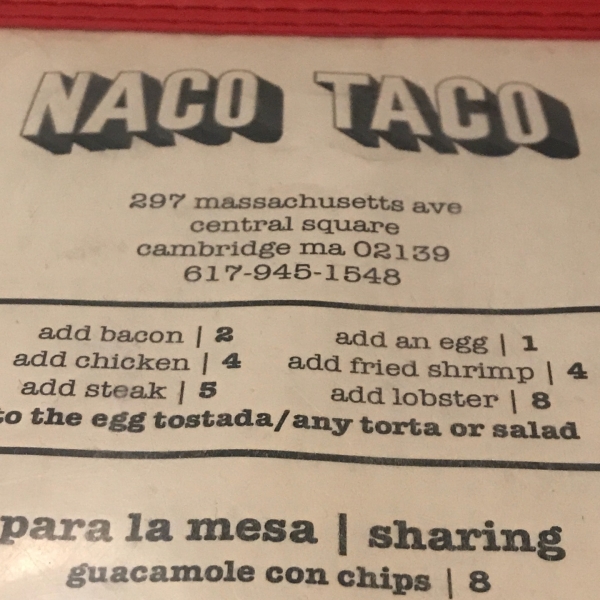 NACO TACO
297 massachusetts ave
central square
cambridge ma 02139
617-945-1548
add bacon | 2 add an egg | 1
add chicken | 4 add fried shrimp | 4
add steak | 5 add lobster | 8
to the egg tostada/any torta or salad
para la mesa | sharing
guacamole con chips | 8